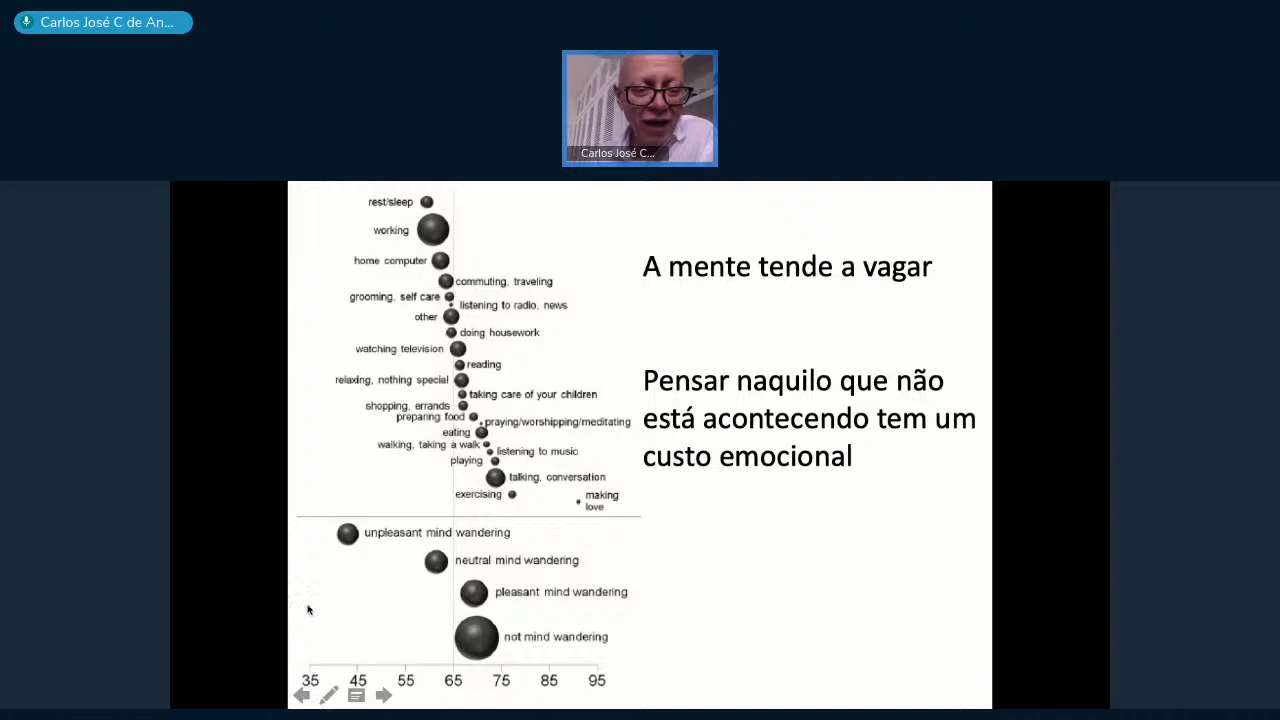 Carlos José C de An...
Carlos José C...
rest/sleep
working
home computer
commuting, traveling
grooming, self care
listening to radio, news
other
doing housework
watching television
reading
relaxing, nothing special
taking care of your children
shopping, errands
preparing food
praying/worshipping/meditating
eating
walking, taking a walk
listening to music
playing
talking, conversation
exercising
making
love
unpleasant mind wandering
neutral mind wandering
pleasant mind wandering
not mind wandering
35 45 55 65 75 85 95
A mente tende a vagar
Pensar naquilo que não
está acontecendo tem um
custo emocional